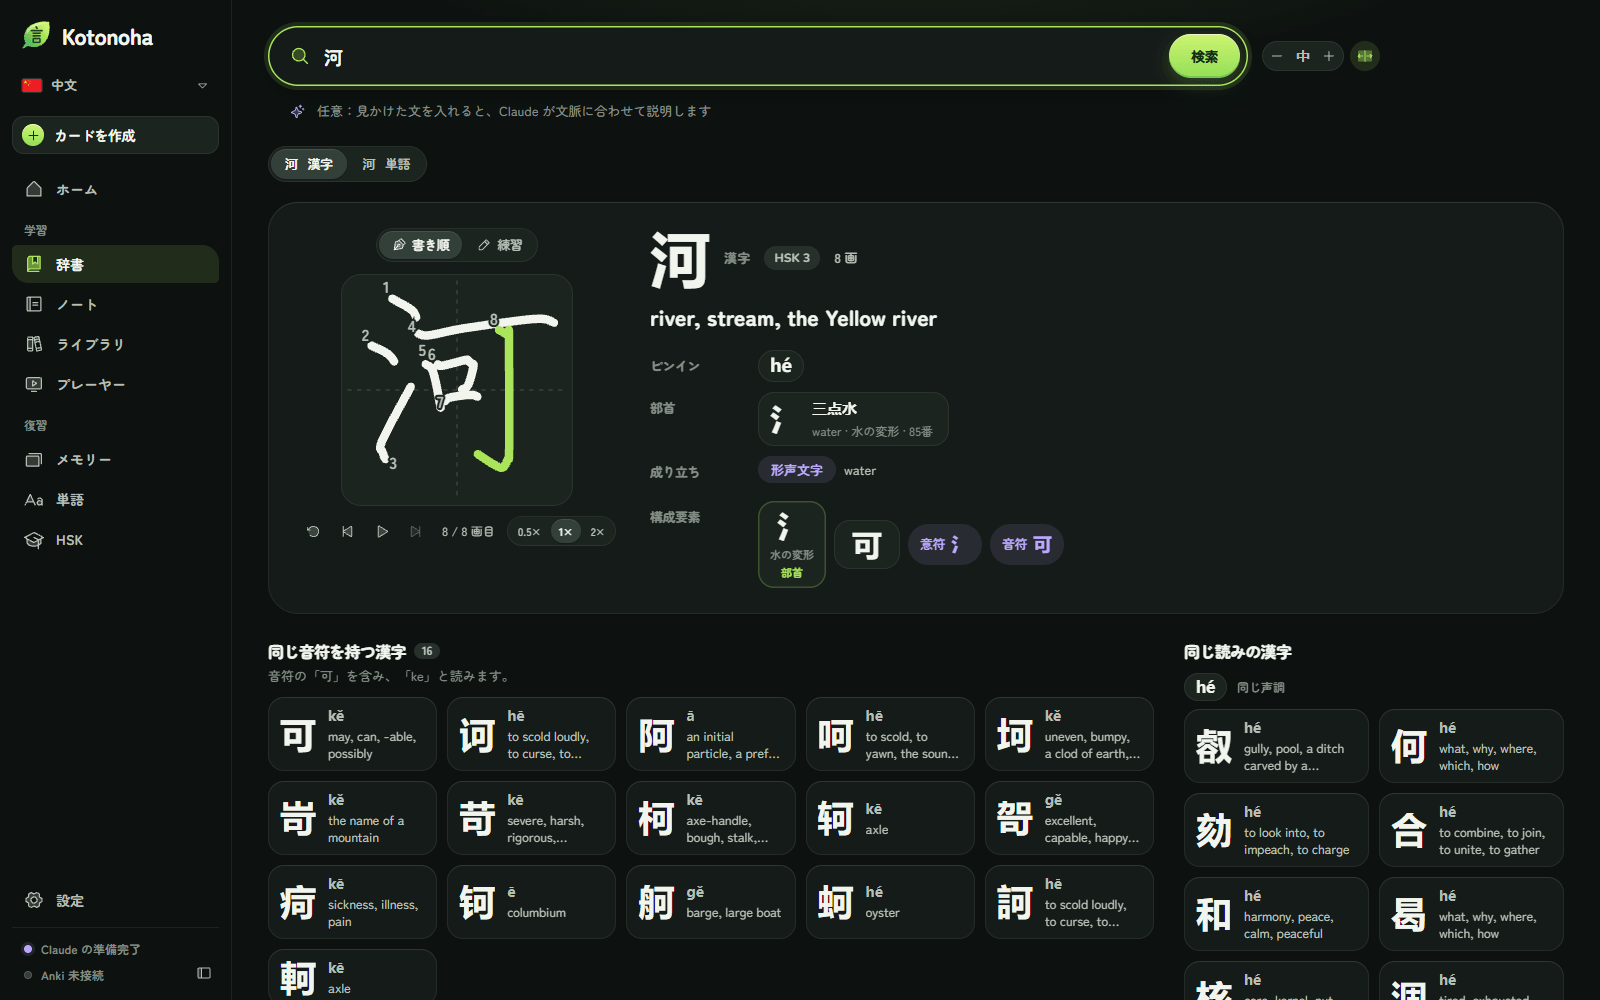 言 Kotonoha
中文
カードを作成
ホーム
学習
辞書
ノート
ライブラリ
プレーヤー
復習
メモリー
Aa 単語
HSK
設定
Claude の準備完了
Anki 未接続
河
検索
中
任意：見かけた文を入れると、Claude が文脈に合わせて説明します
河 漢字
河 単語
書き順
練習
1
2
3
4
5
6
7
8
8 / 8 画目
0.5×
1×
2×
河
漢字
HSK 3
8 画
river, stream, the Yellow river
ピンイン
hé
部首
氵
三点水
water · 水の変形 · 85番
成り立ち
形声文字
water
構成要素
氵
水の変形
部首
可
意符 氵
音符 可
同じ音符を持つ漢字 16
音符の「可」を含み、「ke」と読みます。
可
kě
may, can, -able,
possibly
诃
hē
to scold loudly,
to curse, to...
阿
ā
an initial
particle, a pref...
呵
hē
to scold, to
yawn, the soun...
坷
kě
uneven, bumpy,
a clod of earth,...
岢
kě
the name of a
mountain
苛
kē
severe, harsh,
rigorous,...
柯
kē
axe-handle,
bough, stalk,...
轲
kē
axle
哿
gě
excellent,
capable, happy...
疴
kē
sickness, illness,
pain
钶
ē
columbium
舸
gě
barge, large boat
蚵
hé
oyster
訶
hē
to scold loudly,
to curse, to...
軻
kē
axle
同じ読みの漢字
hé 同じ声調
叡
hé
gully, pool, a ditch
carved by a...
何
hé
what, why, where,
which, how
劾
hé
to look into, to
impeach, to charge
合
hé
to combine, to join,
to unite, to gather
和
hé
harmony, peace,
calm, peaceful
曷
hé
what, why, where,
which, how
核
hé
涸
hé